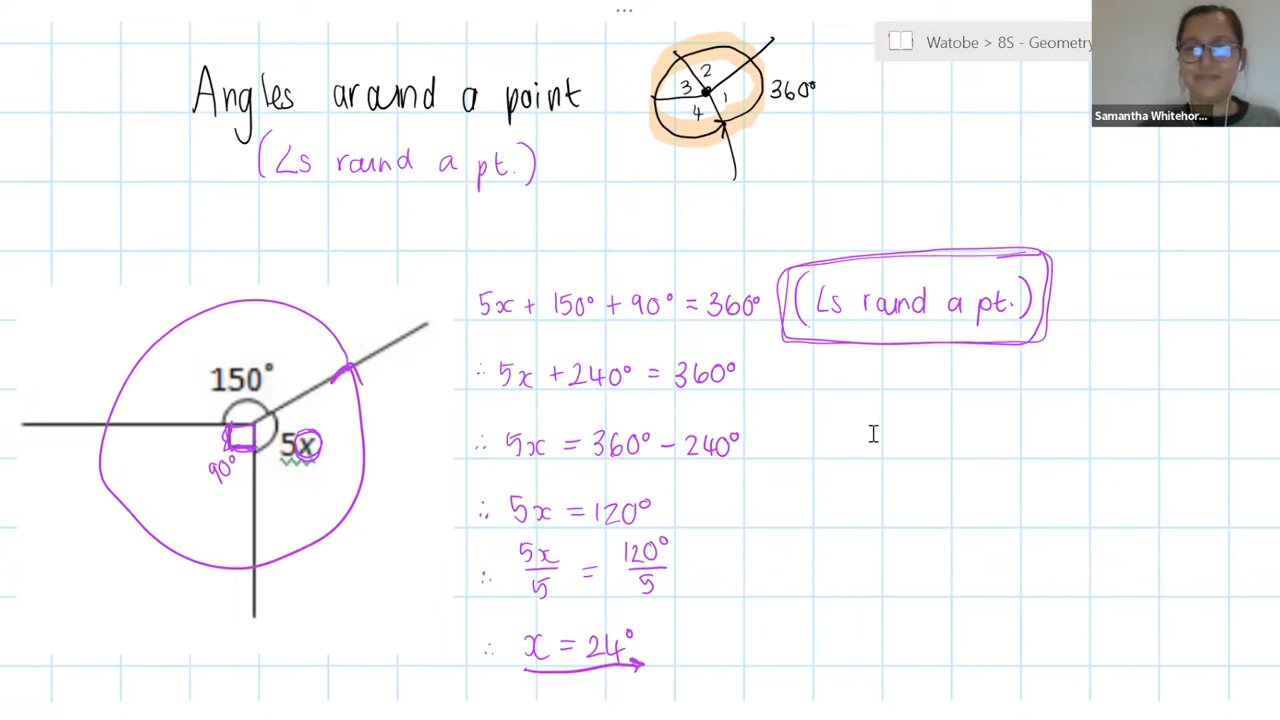 Angles around a point
(∠s round a pt.)
2
3
1
4
360°
Watobe > 8S - Geometry
Samantha Whitehor...
150°
5x
90°
5x + 150° + 90° = 360° (∠s round a pt.)
∴ 5x + 240° = 360°
∴ 5x = 360° - 240°
∴ 5x = 120°
∴ 5x/5 = 120°/5
∴ x = 24°